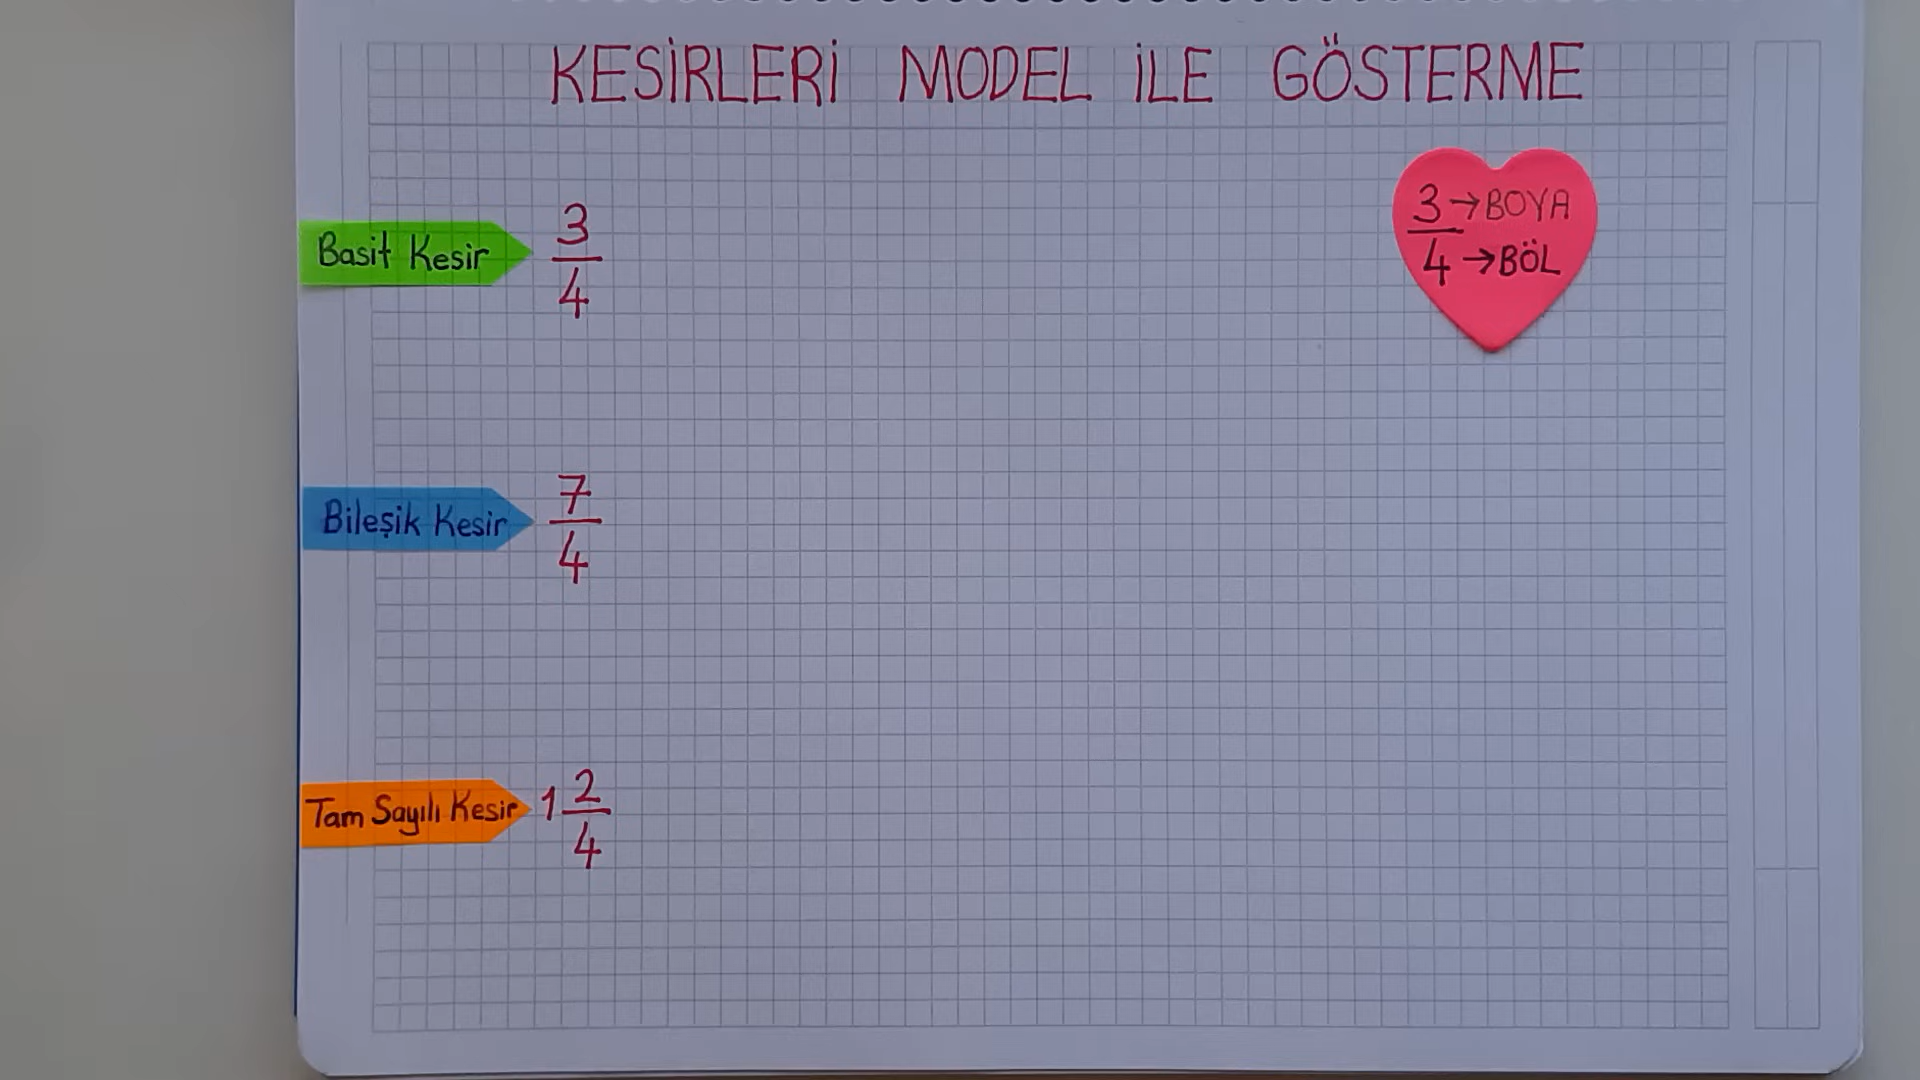 KESİRLERİ MODEL İLE GÖSTERME
3 → BOYA
4 → BÖL
Basit Kesir 3/4
Bileşik Kesir 7/4
Tam Sayılı Kesir 1 2/4